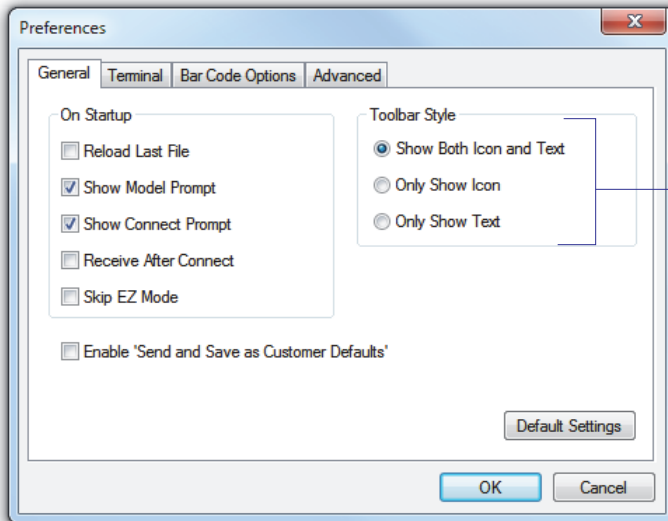 Preferences
General Terminal Bar Code Options Advanced
On Startup
Reload Last File
Show Model Prompt
Show Connect Prompt
Receive After Connect
Skip EZ Mode
Toolbar Style
Show Both Icon and Text
Only Show Icon
Only Show Text
Enable 'Send and Save as Customer Defaults'
Default Settings
OK Cancel